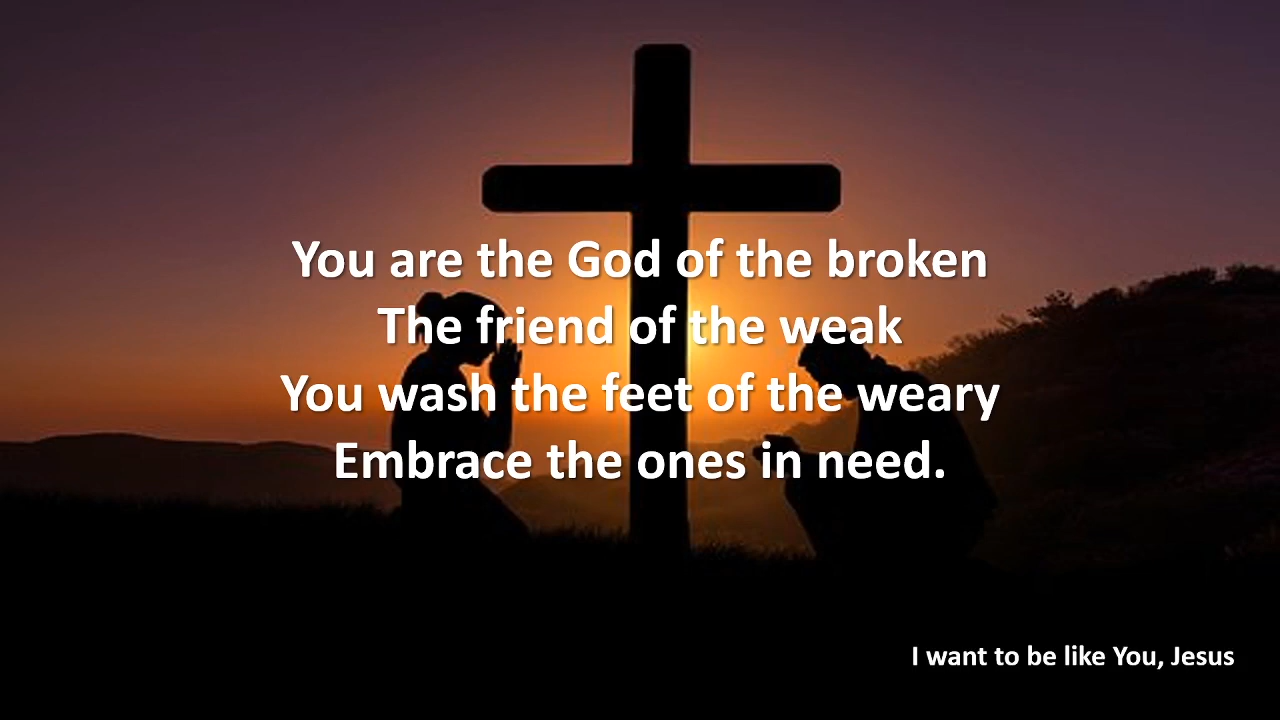 You are the God of the broken
The friend of the weak
You wash the feet of the weary
Embrace the ones in need.
I want to be like You, Jesus